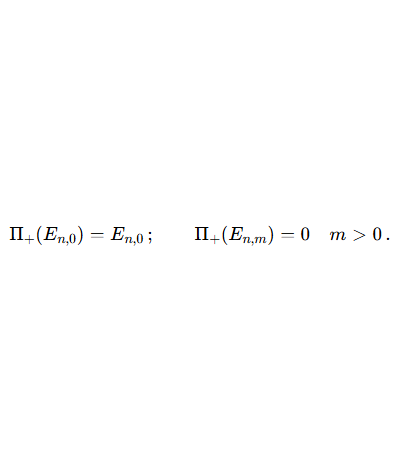 Π₊(Eₙ,₀) = Eₙ,₀ ;  Π₊(Eₙ,ₘ) = 0  m > 0 .